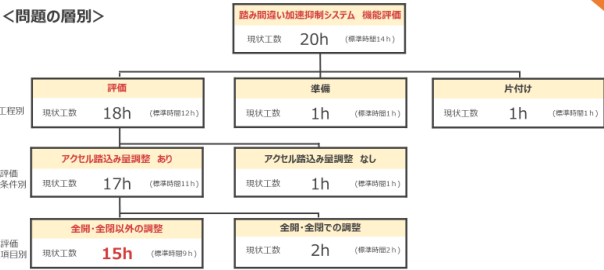 ＜問題の層別＞
踏み間違い加速抑制システム 機能評価
現状工数 20h (標準時間14h)
評価
準備
片付け
工程別
現状工数 18h (標準時間12h)
現状工数 1h (標準時間1h)
現状工数 1h (標準時間1h)
アクセル踏込み量調整 あり
アクセル踏込み量調整 なし
評価
条件別
現状工数 17h (標準時間11h)
現状工数 1h (標準時間1h)
全開・全閉以外の調整
全開・全閉での調整
評価
項目別
現状工数 15h (標準時間9h)
現状工数 2h (標準時間2h)